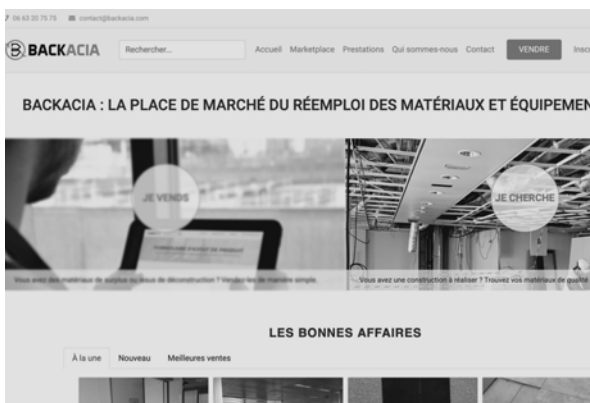 06 63 20 75 75 contact@backacia.com
BACKACIA Rechercher... Accueil Marketplace Prestations Qui sommes-nous Contact VENDRE Insc
BACKACIA : LA PLACE DE MARCHÉ DU RÉEMPLOI DES MATÉRIAUX ET ÉQUIPEMEN
JE VENDS
JE CHERCHE
Vous avez des matériaux de surplus ou issus de déconstruction ? Vendez-les de manière simple.
Vous avez une construction à réaliser ? Trouvez vos matériaux de qualité
LES BONNES AFFAIRES
À la une Nouveau Meilleures ventes